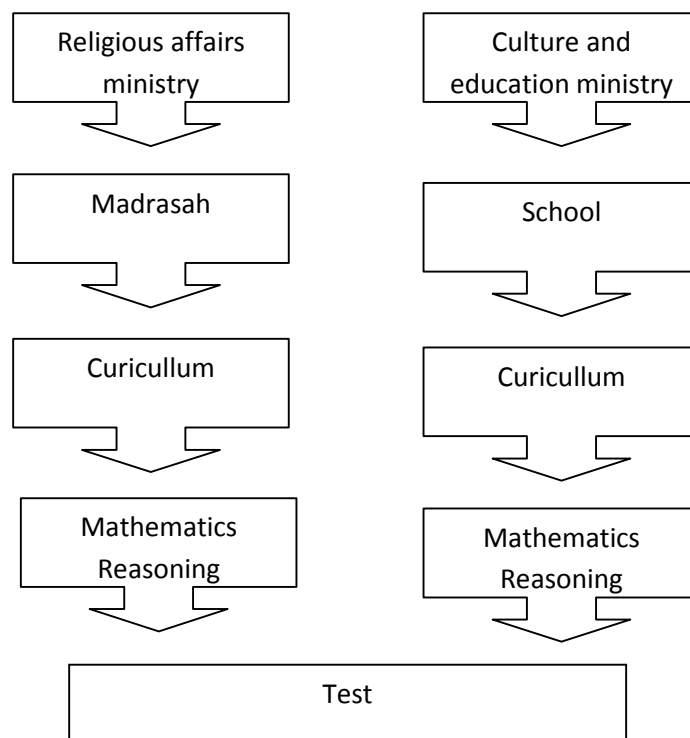 Religious affairs
ministry
Culture and
education ministry
Madrasah
School
Curicullum
Curicullum
Mathematics
Reasoning
Mathematics
Reasoning
Test